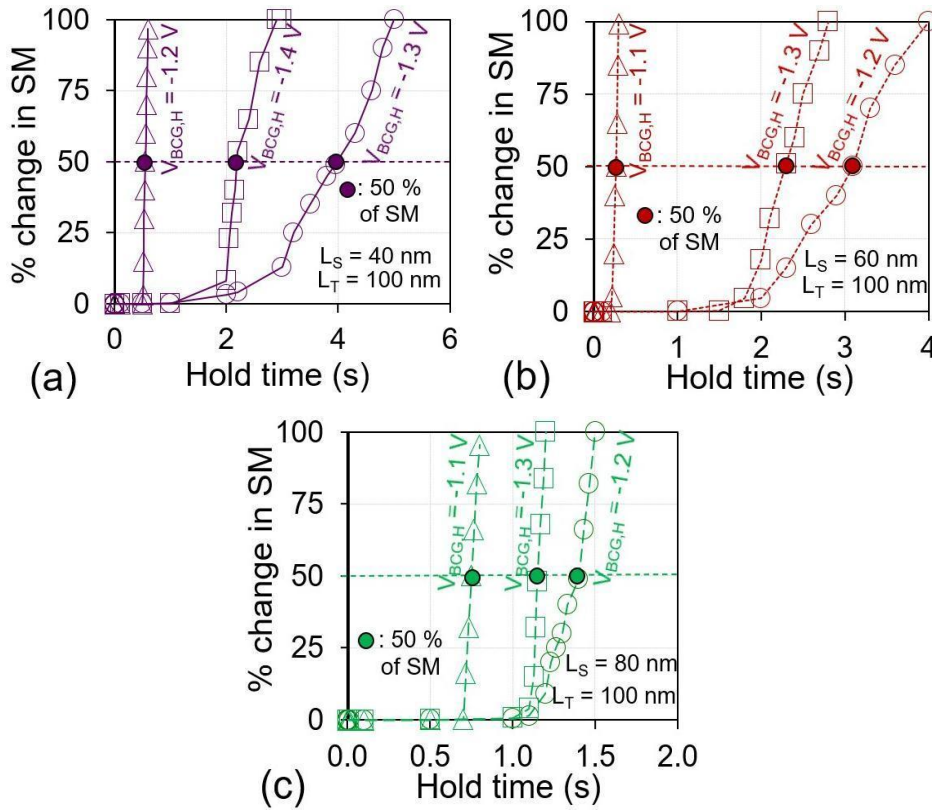 100
75
50
25
0
% change in SM
V_BCG,H = -1.2 V
V_BCG,H = -1.4 V
V_BCG,H = -1.3 V
: 50 %
of SM
L_S = 40 nm
L_T = 100 nm
0 2 4 6
(a) Hold time (s)
100
75
50
25
0
% change in SM
V_BCG,H = -1.1 V
V_BCG,H = -1.3 V
V_BCG,H = -1.2 V
: 50 %
of SM
L_S = 60 nm
L_T = 100 nm
0 1 2 3 4
(b) Hold time (s)
100
75
50
25
0
% change in SM
V_BCG,H = -1.1 V
V_BCG,H = -1.3 V
V_BCG,H = -1.2 V
: 50 %
of SM
L_S = 80 nm
L_T = 100 nm
0.0 0.5 1.0 1.5 2.0
(c) Hold time (s)